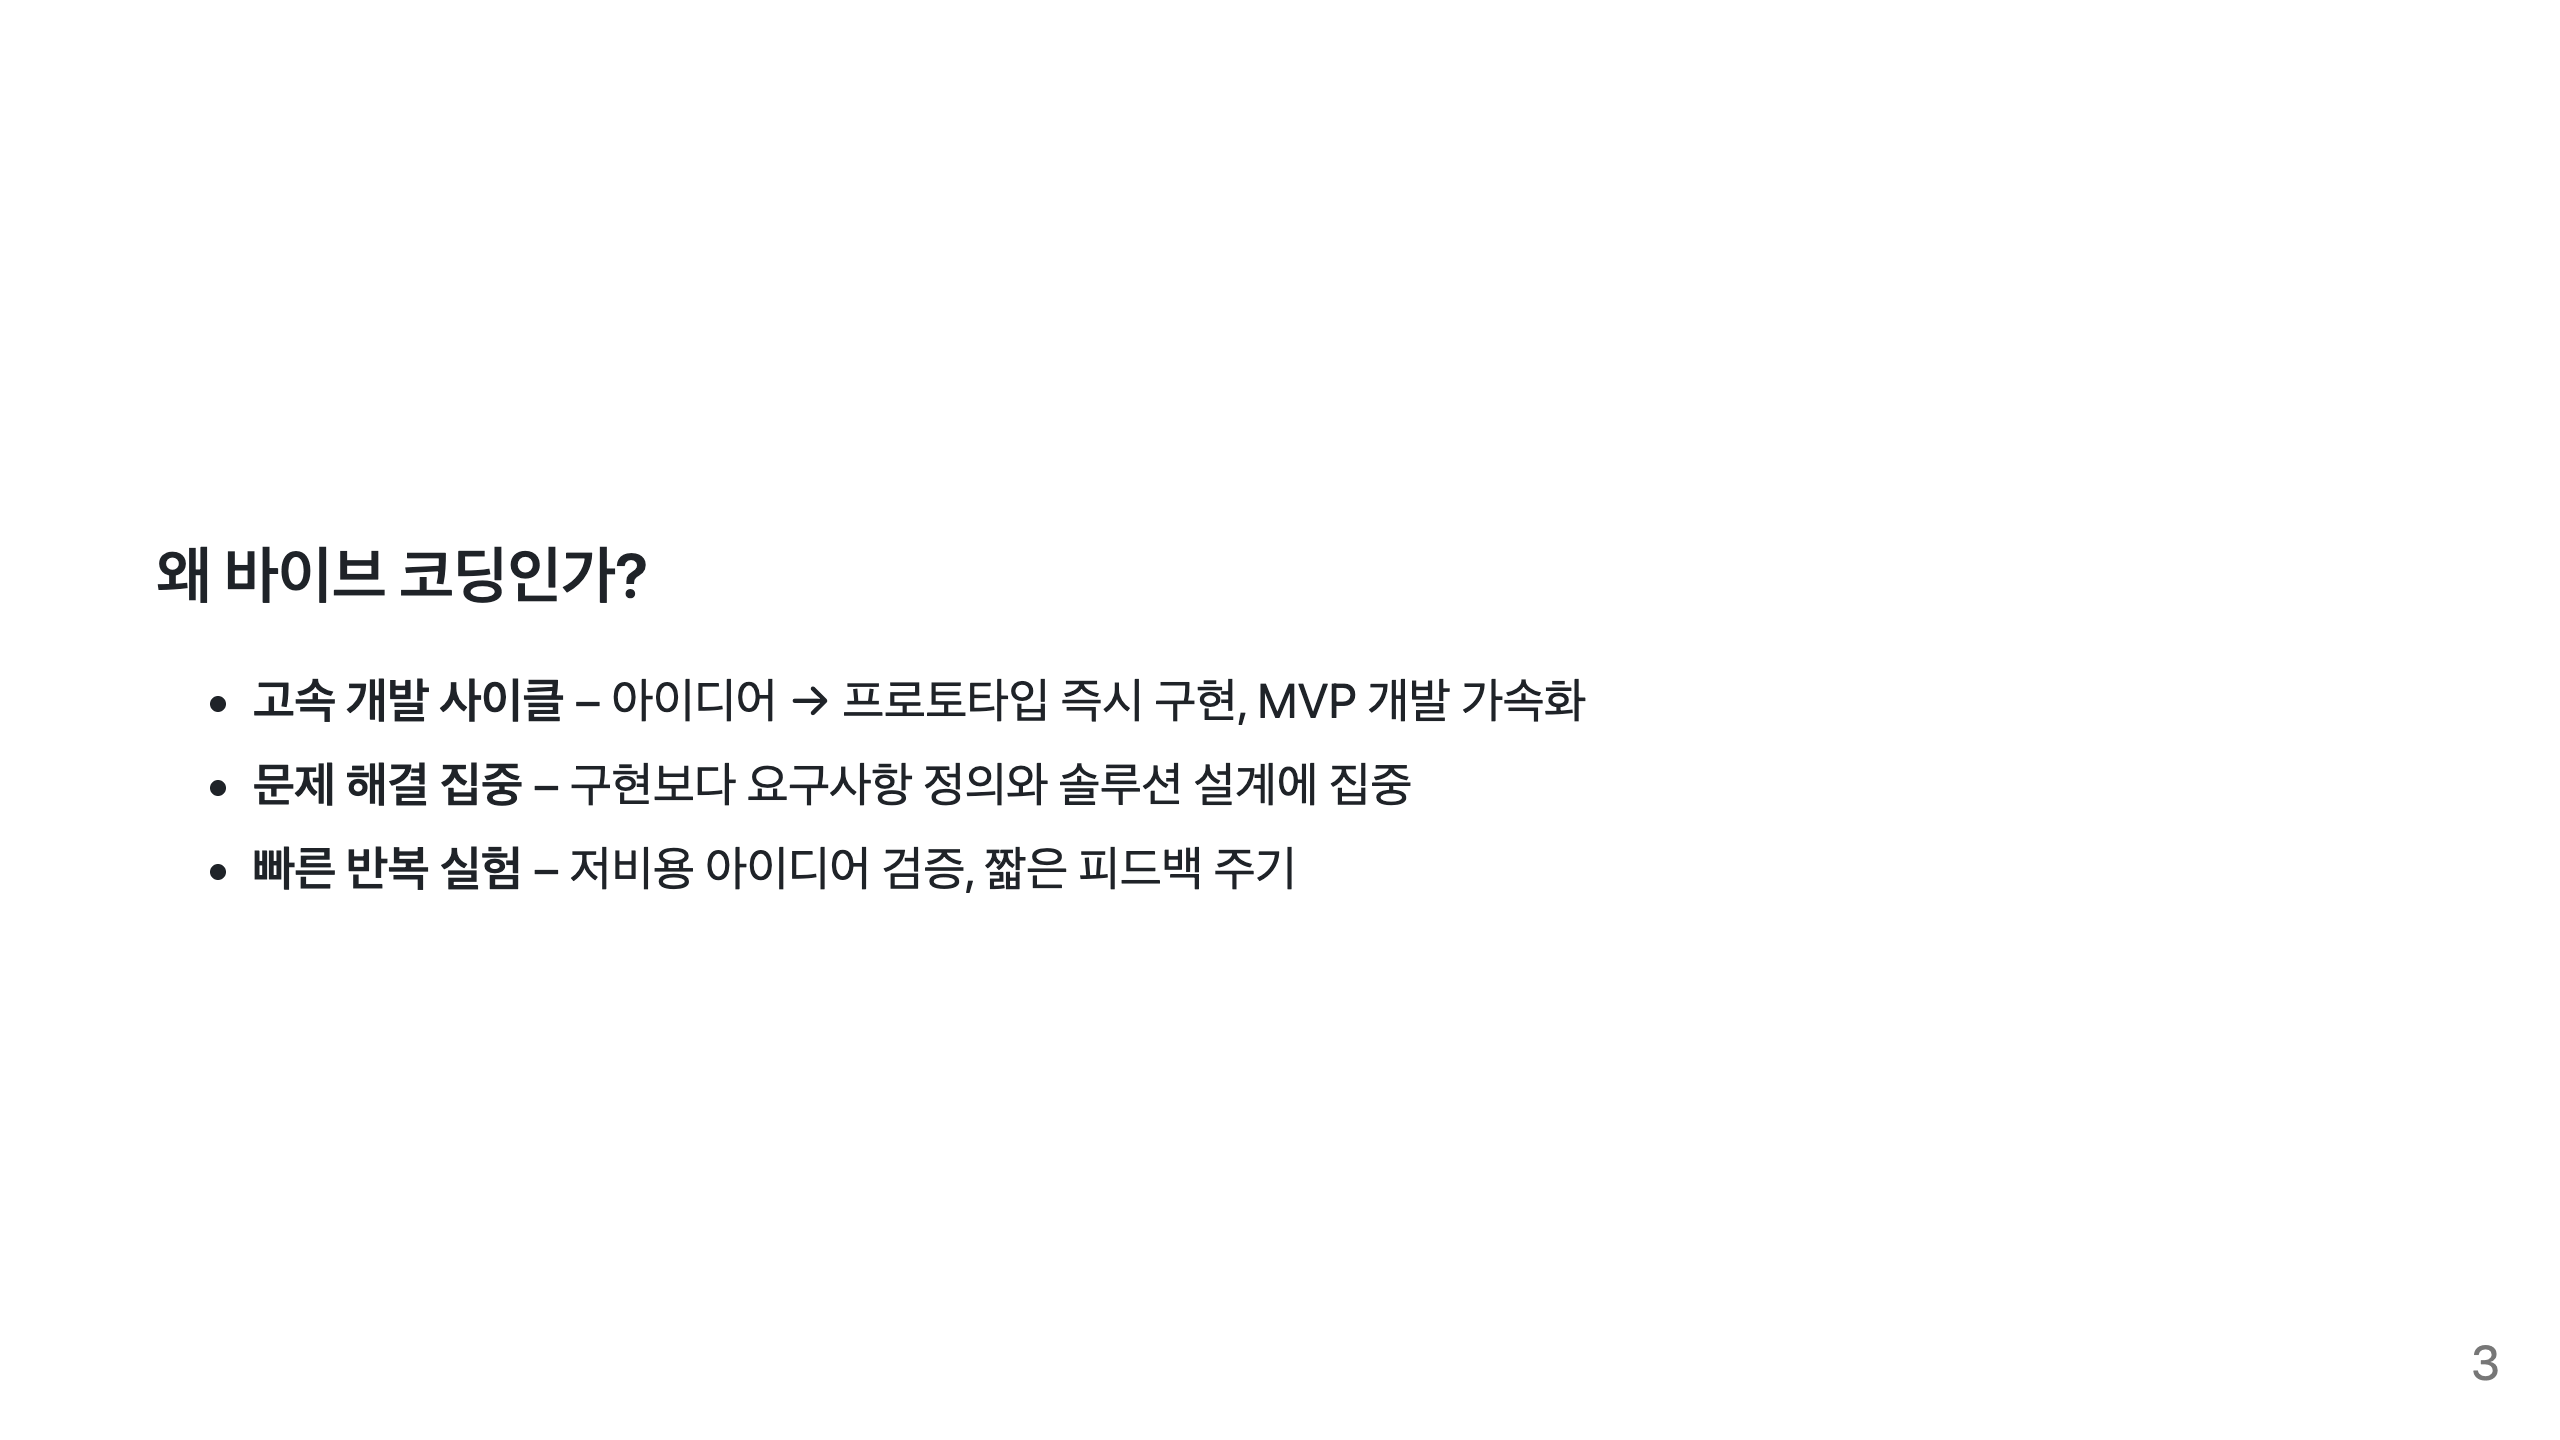 왜 바이브 코딩인가?
• 고속 개발 사이클 – 아이디어 → 프로토타입 즉시 구현, MVP 개발 가속화
• 문제 해결 집중 – 구현보다 요구사항 정의와 솔루션 설계에 집중
• 빠른 반복 실험 – 저비용 아이디어 검증, 짧은 피드백 주기
3